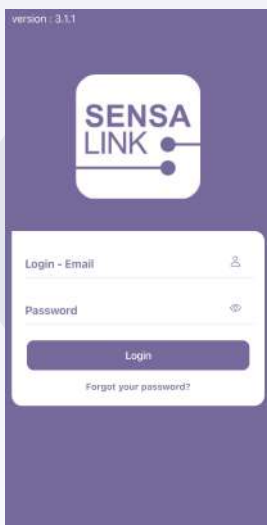 version : 3.1.1
SENSA
LINK
Login - Email
Password
Login
Forgot your password?